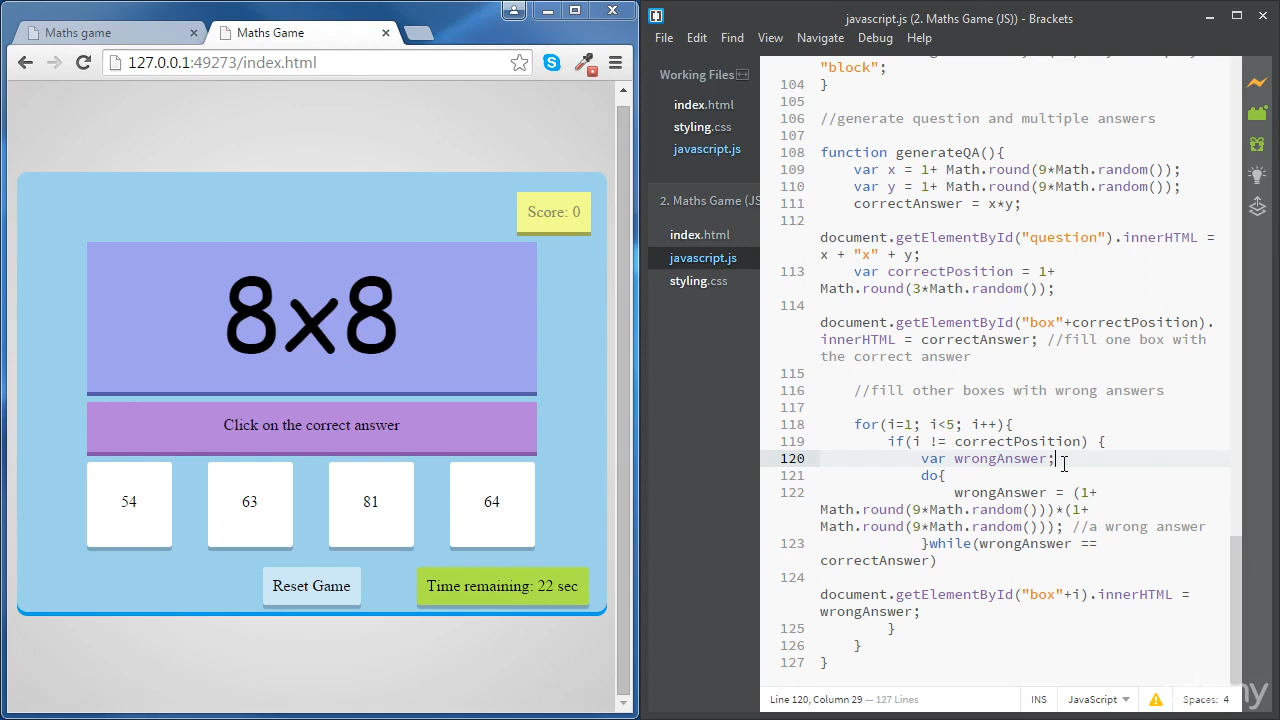 Maths game
Maths Game
127.0.0.1:49273/index.html
Score: 0
8x8
Click on the correct answer
54
63
81
64
Reset Game
Time remaining: 22 sec
javascript.js (2. Maths Game (JS)) - Brackets
File Edit Find View Navigate Debug Help
Working Files
index.html
styling.css
javascript.js
2. Maths Game (JS
index.html
javascript.js
styling.css
"block";
104 }
105
106 //generate question and multiple answers
107
108 function generateQA(){
109 var x = 1+ Math.round(9*Math.random());
110 var y = 1+ Math.round(9*Math.random());
111 correctAnswer = x*y;
112
document.getElementById("question").innerHTML =
x + "x" + y;
113 var correctPosition = 1+
Math.round(3*Math.random());
114
document.getElementById("box"+correctPosition).
innerHTML = correctAnswer; //fill one box with
the correct answer
115
116 //fill other boxes with wrong answers
117
118 for(i=1; i<5; i++){
119 if(i != correctPosition) {
120 var wrongAnswer;
121 do{
122 wrongAnswer = (1+
Math.round(9*Math.random()))*(1+
Math.round(9*Math.random())); //a wrong answer
123 }while(wrongAnswer ==
correctAnswer)
124
document.getElementById("box"+i).innerHTML =
wrongAnswer;
125 }
126 }
127 }
Line 120, Column 29 — 127 Lines
INS
JavaScript
Spaces: 4